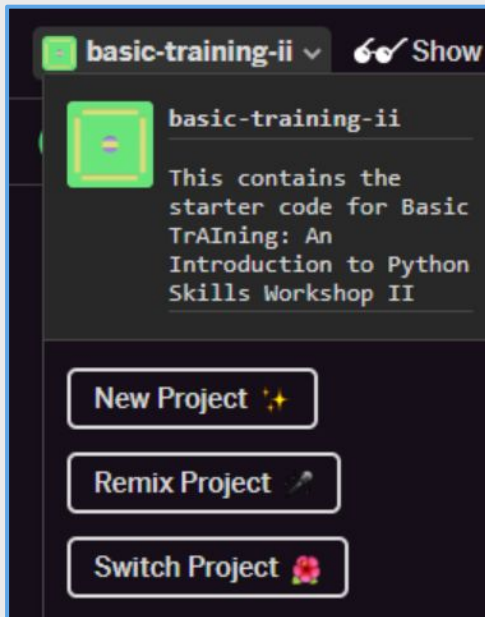 basic-training-ii Show
basic-training-ii
This contains the
starter code for Basic
TrAIning: An
Introduction to Python
Skills Workshop II
New Project ✨
Remix Project 🎤
Switch Project 🌺